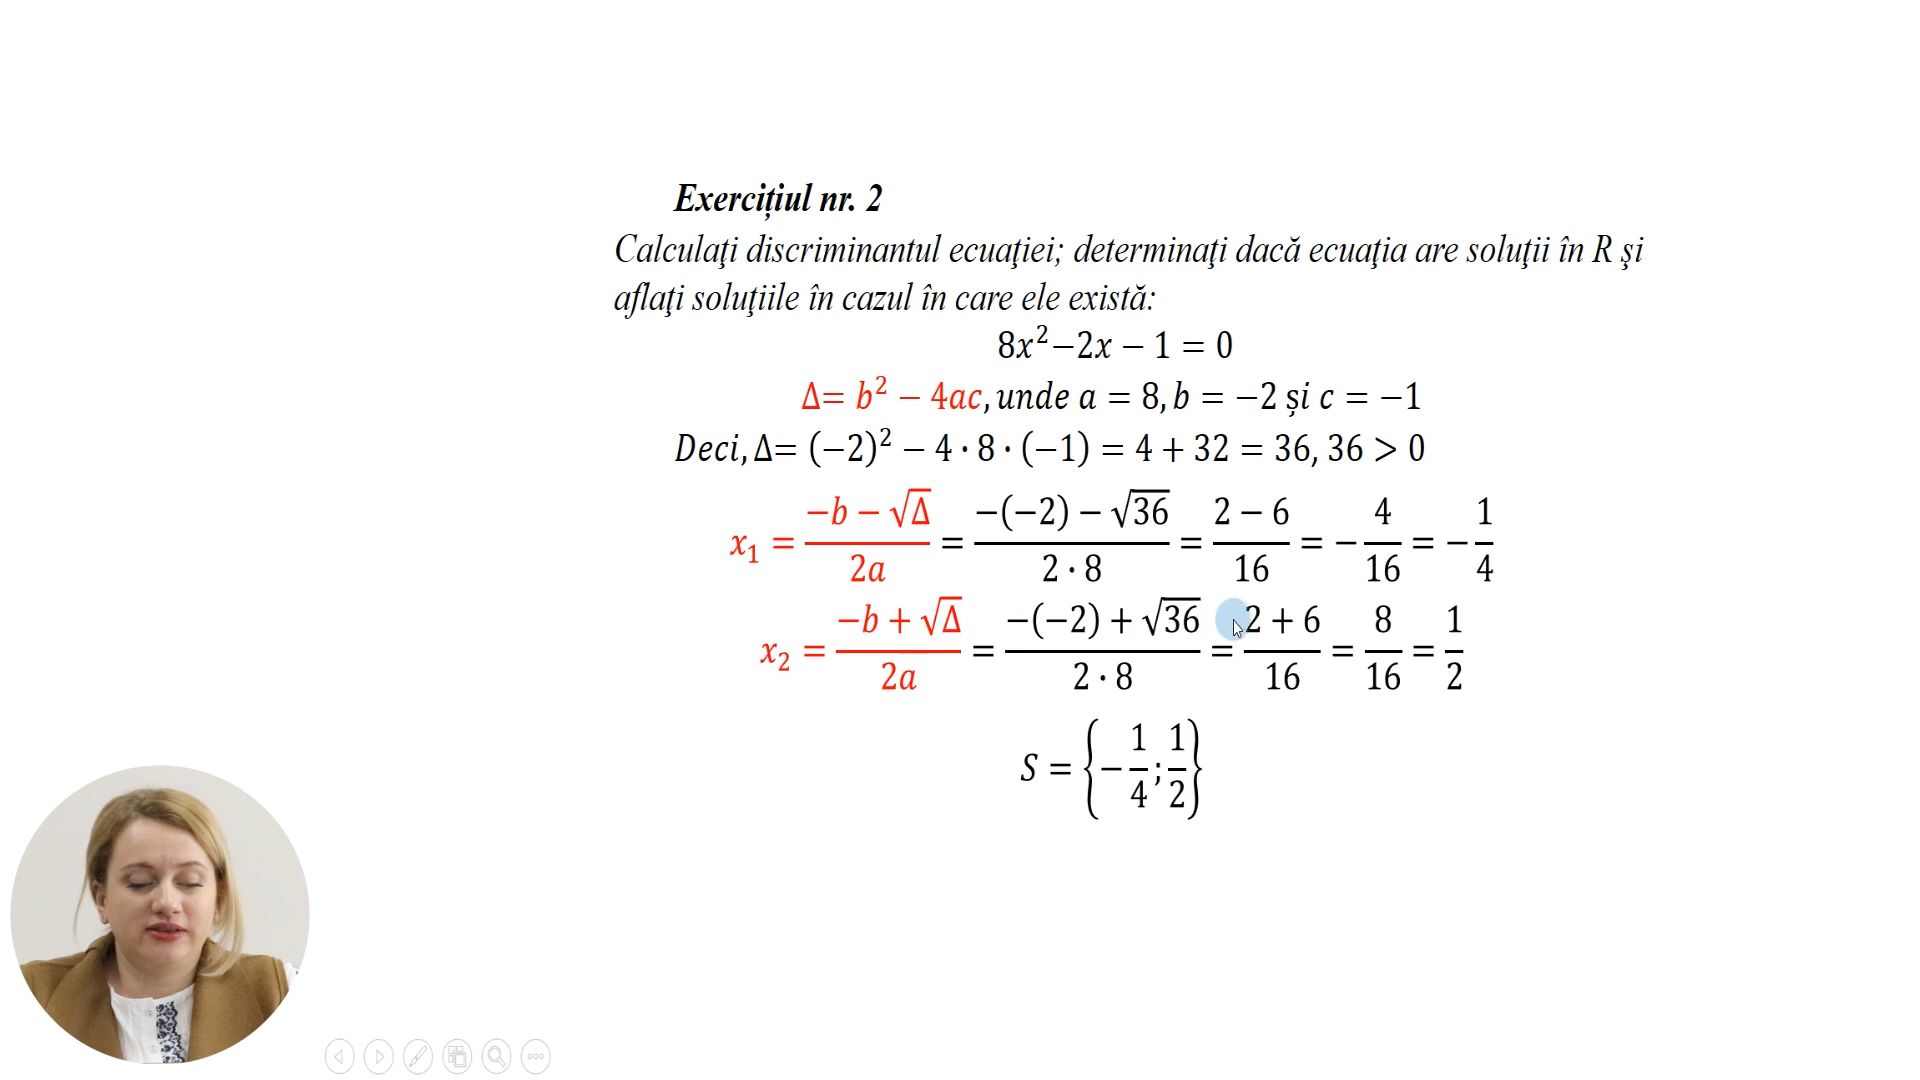 Exercițiul nr. 2
Calculaţi discriminantul ecuaţiei; determinaţi dacă ecuaţia are soluţii în R şi
aflaţi soluţiile în cazul în care ele există:
8x²−2x − 1 = 0
Δ= b² − 4ac, unde a = 8, b = −2 și c = −1
Deci, Δ= (−2)² − 4 · 8 · (−1) = 4 + 32 = 36, 36 > 0
x₁ = (−b − √Δ)/(2a) = (−(−2) − √36)/(2 · 8) = (2 − 6)/16 = −4/16 = −1/4
x₂ = (−b + √Δ)/(2a) = (−(−2) + √36)/(2 · 8) = (2 + 6)/16 = 8/16 = 1/2
S = {−1/4; 1/2}